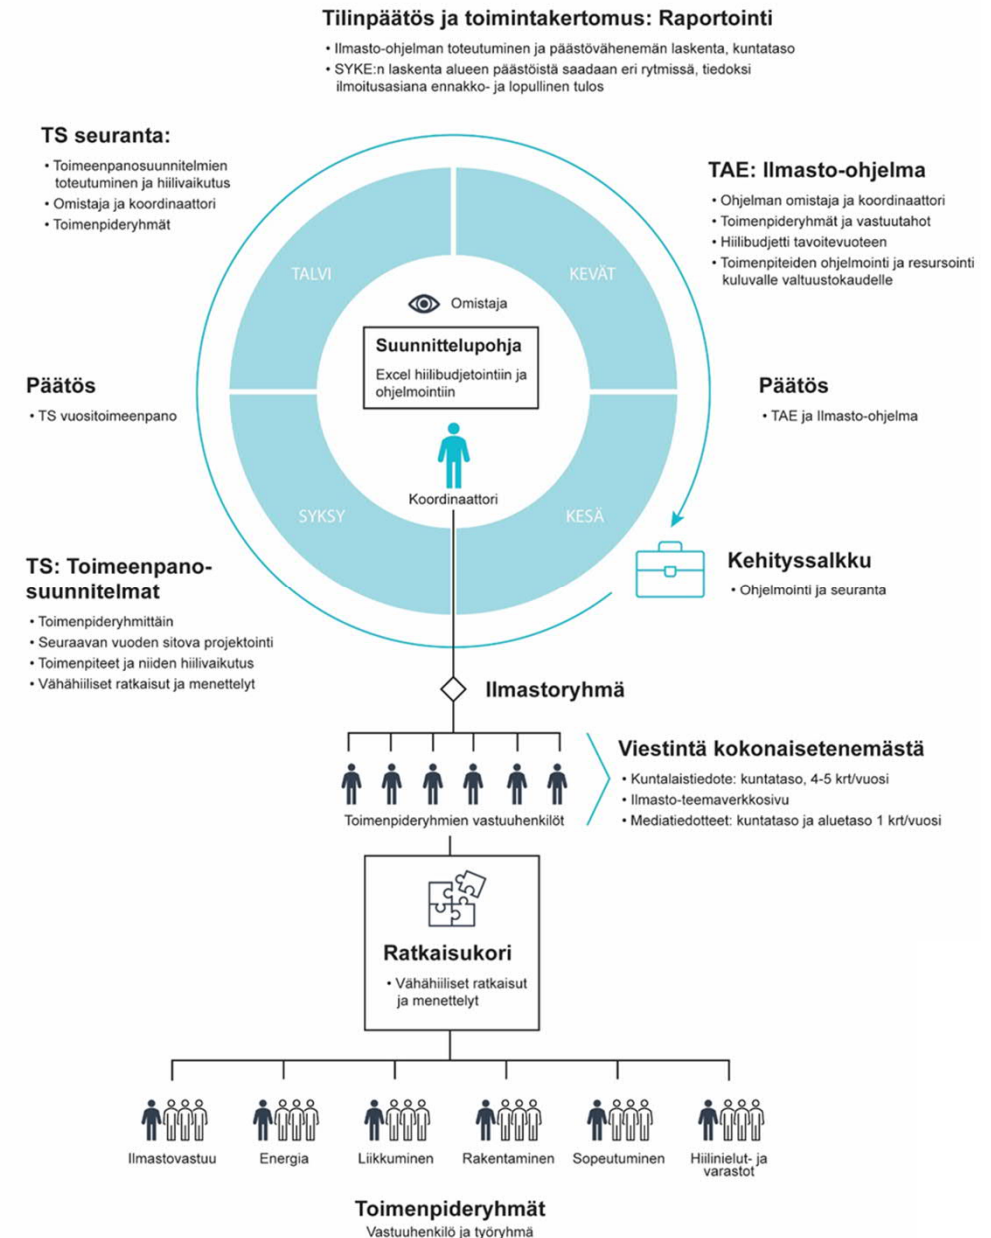 Tilinpäätös ja toimintakertomus: Raportointi
• Ilmasto-ohjelman toteutuminen ja päästövähenemän laskenta, kuntataso
• SYKE:n laskenta alueen päästöistä saadaan eri rytmissä, tiedoksi
ilmoitusasiana ennakko- ja lopullinen tulos
TS seuranta:
• Toimeenpanosuunnitelmien
toteutuminen ja hiilivaikutus
• Omistaja ja koordinaattori
• Toimenpideryhmät
TAE: Ilmasto-ohjelma
• Ohjelman omistaja ja koordinaattori
• Toimenpideryhmät ja vastuutahot
• Hiilibudjetti tavoitevuoteen
• Toimenpiteiden ohjelmointi ja resursointi
kuluvalle valtuustokaudelle
TALVI
KEVÄT
Omistaja
Suunnittelupohja
Excel hiilibudjetointiin ja
ohjelmointiin
Koordinaattori
SYKSY
KESÄ
Päätös
• TS vuositoimeenpano
Päätös
• TAE ja Ilmasto-ohjelma
TS: Toimeenpano-
suunnitelmat
• Toimenpideryhmittäin
• Seuraavan vuoden sitova projektointi
• Toimenpiteet ja niiden hiilivaikutus
• Vähähiiliset ratkaisut ja menettelyt
Kehityssalkku
• Ohjelmointi ja seuranta
Ilmastoryhmä
Toimenpideryhmien vastuuhenkilöt
Viestintä kokonaisetenemästä
• Kuntalaistiedote: kuntataso, 4-5 krt/vuosi
• Ilmasto-teemaverkkosivu
• Mediatiedotteet: kuntataso ja aluetaso 1 krt/vuosi
Ratkaisukori
• Vähähiiliset ratkaisut
ja menettelyt
Ilmastovastuu
Energia
Liikkuminen
Rakentaminen
Sopeutuminen
Hiilinielut- ja
varastot
Toimenpideryhmät
Vastuuhenkilö ja työryhmä